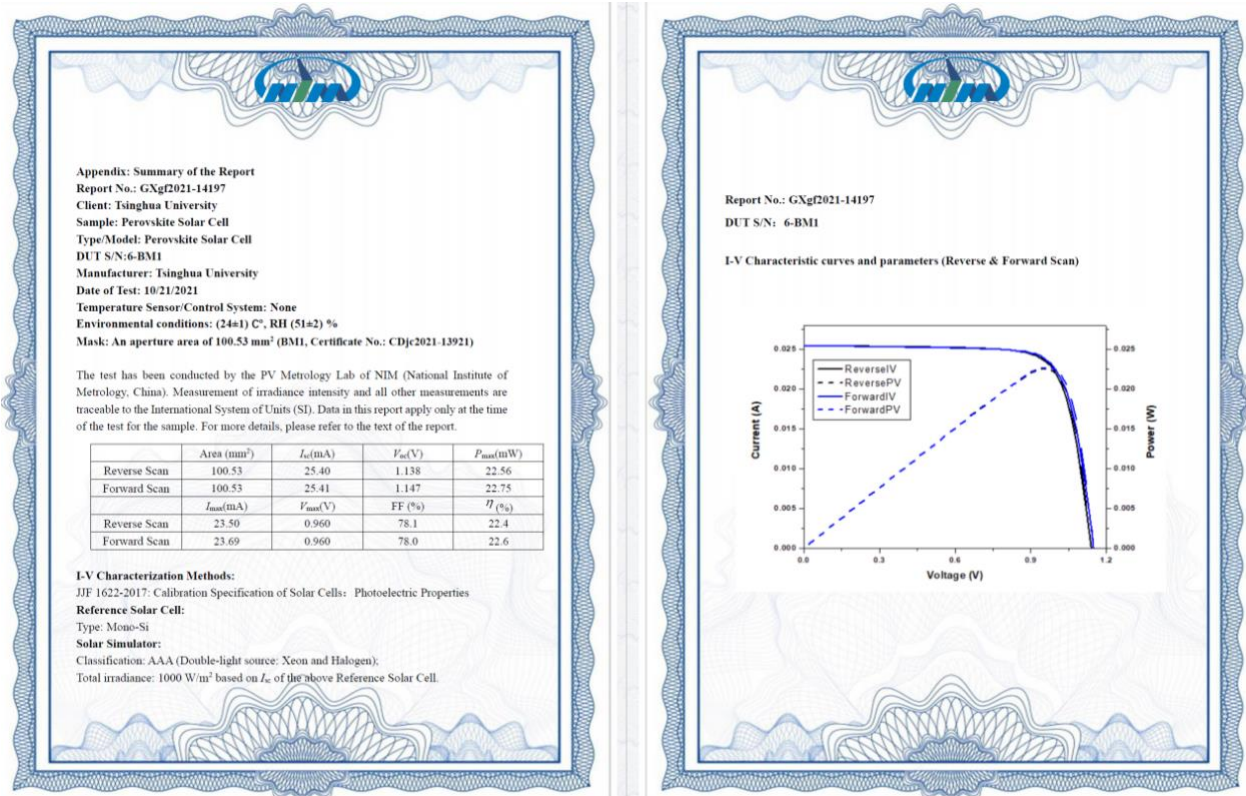 NIM
Appendix: Summary of the Report
Report No.: GXgf2021-14197
Client: Tsinghua University
Sample: Perovskite Solar Cell
Type/Model: Perovskite Solar Cell
DUT S/N:6-BM1
Manufacturer: Tsinghua University
Date of Test: 10/21/2021
Temperature Sensor/Control System: None
Environmental conditions: (24±1) C°, RH (51±2) %
Mask: An aperture area of 100.53 mm² (BM1, Certificate No.: CDjc2021-13921)
The test has been conducted by the PV Metrology Lab of NIM (National Institute of
Metrology, China). Measurement of irradiance intensity and all other measurements are
traceable to the International System of Units (SI). Data in this report apply only at the time
of the test for the sample. For more details, please refer to the text of the report.
Area (mm²) Isc(mA) Voc(V) Pmax(mW)
Reverse Scan 100.53 25.40 1.138 22.56
Forward Scan 100.53 25.41 1.147 22.75
Imax(mA) Vmax(V) FF (%) η (%)
Reverse Scan 23.50 0.960 78.1 22.4
Forward Scan 23.69 0.960 78.0 22.6
I-V Characterization Methods:
JJF 1622-2017: Calibration Specification of Solar Cells: Photoelectric Properties
Reference Solar Cell:
Type: Mono-Si
Solar Simulator:
Classification: AAA (Double-light source: Xeon and Halogen);
Total irradiance: 1000 W/m² based on Isc of the above Reference Solar Cell.
NIM
Report No.: GXgf2021-14197
DUT S/N: 6-BM1
I-V Characteristic curves and parameters (Reverse & Forward Scan)
Current (A)
0.025
0.020
0.015
0.010
0.005
0.000
ReverseIV
ReversePV
ForwardIV
ForwardPV
0.025
0.020
0.015
0.010
0.005
0.000
Power (W)
0.0 0.3 0.6 0.9 1.2
Voltage (V)